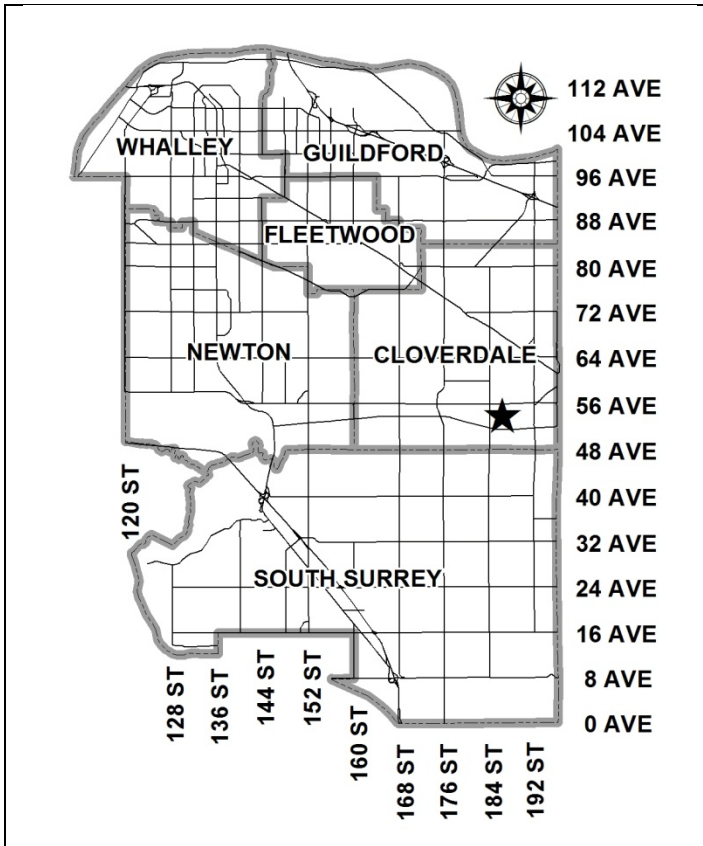 112 AVE
104 AVE
WHALLEY
GUILDFORD
96 AVE
88 AVE
FLEETWOOD
80 AVE
72 AVE
NEWTON
CLOVERDALE
64 AVE
56 AVE
48 AVE
120 ST
40 AVE
32 AVE
SOUTH SURREY
24 AVE
16 AVE
8 AVE
0 AVE
128 ST
136 ST
144 ST
152 ST
160 ST
168 ST
176 ST
184 ST
192 ST